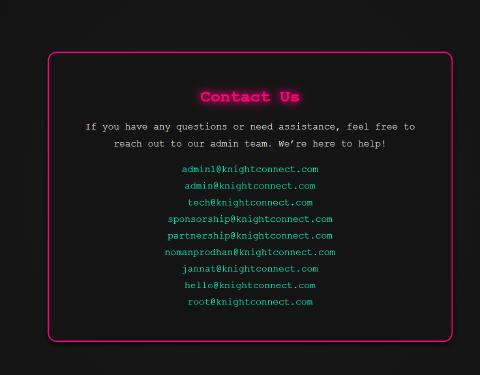 Contact Us
If you have any questions or need assistance, feel free to
reach out to our admin team. We're here to help!
admin1@knightconnect.com
admin@knightconnect.com
tech@knightconnect.com
sponsorship@knightconnect.com
partnership@knightconnect.com
nomanprodhan@knightconnect.com
jannat@knightconnect.com
hello@knightconnect.com
root@knightconnect.com